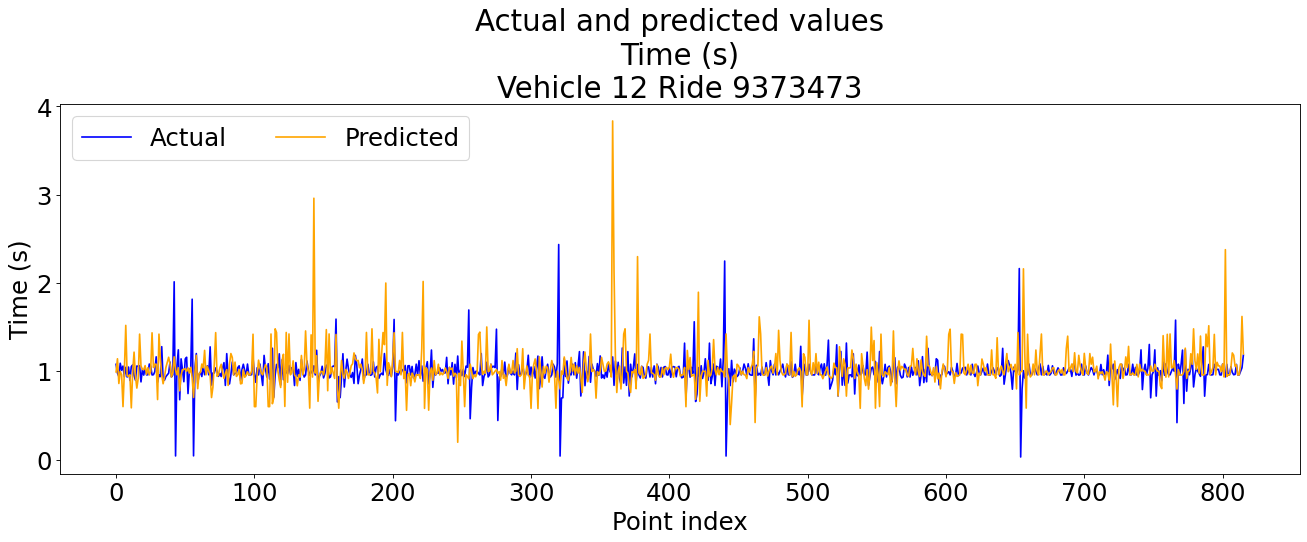 Actual and predicted values
Time (s)
Vehicle 12 Ride 9373473
Actual
Predicted
Time (s)
4
3
2
1
0
0 100 200 300 400 500 600 700 800
Point index